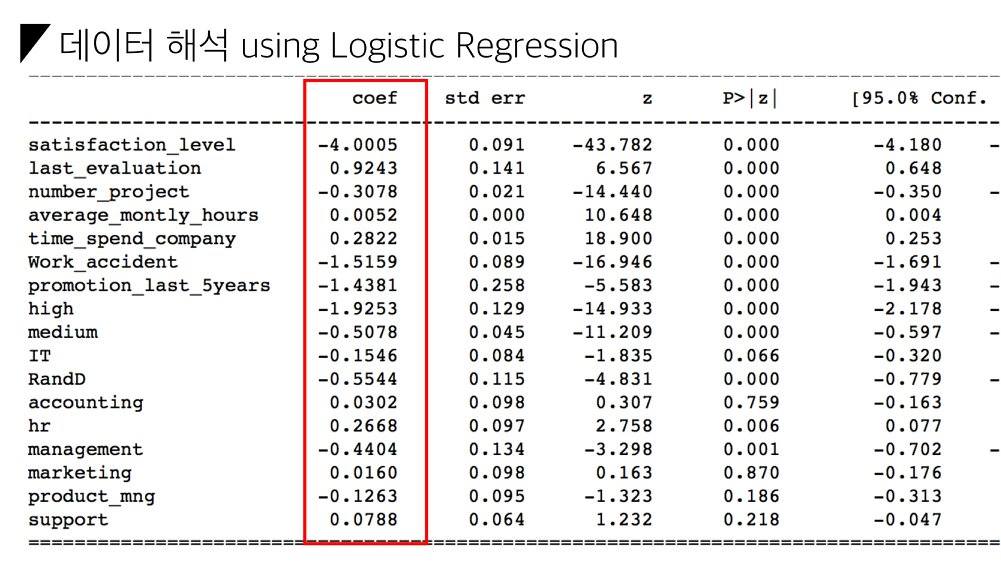 데이터 해석 using Logistic Regression
coef std err z P>|z| [95.0% Conf.
satisfaction_level -4.0005 0.091 -43.782 0.000 -4.180 -
last_evaluation 0.9243 0.141 6.567 0.000 0.648
number_project -0.3078 0.021 -14.440 0.000 -0.350 -
average_montly_hours 0.0052 0.000 10.648 0.000 0.004
time_spend_company 0.2822 0.015 18.900 0.000 0.253
Work_accident -1.5159 0.089 -16.946 0.000 -1.691 -
promotion_last_5years -1.4381 0.258 -5.583 0.000 -1.943 -
high -1.9253 0.129 -14.933 0.000 -2.178 -
medium -0.5078 0.045 -11.209 0.000 -0.597 -
IT -0.1546 0.084 -1.835 0.066 -0.320
RandD -0.5544 0.115 -4.831 0.000 -0.779 -
accounting 0.0302 0.098 0.307 0.759 -0.163
hr 0.2668 0.097 2.758 0.006 0.077
management -0.4404 0.134 -3.298 0.001 -0.702 -
marketing 0.0160 0.098 0.163 0.870 -0.176
product_mng -0.1263 0.095 -1.323 0.186 -0.313
support 0.0788 0.064 1.232 0.218 -0.047